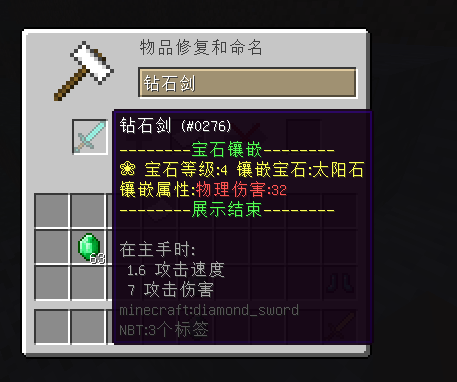 物品修复和命名
钻石剑
钻石剑 (#0276)
--------宝石镶嵌--------
❀ 宝石等级:4 镶嵌宝石:太阳石
镶嵌属性:物理伤害:32
--------展示结束--------
在主手时:
1.6 攻击速度
7 攻击伤害
minecraft:diamond_sword
NBT:3个标签
63